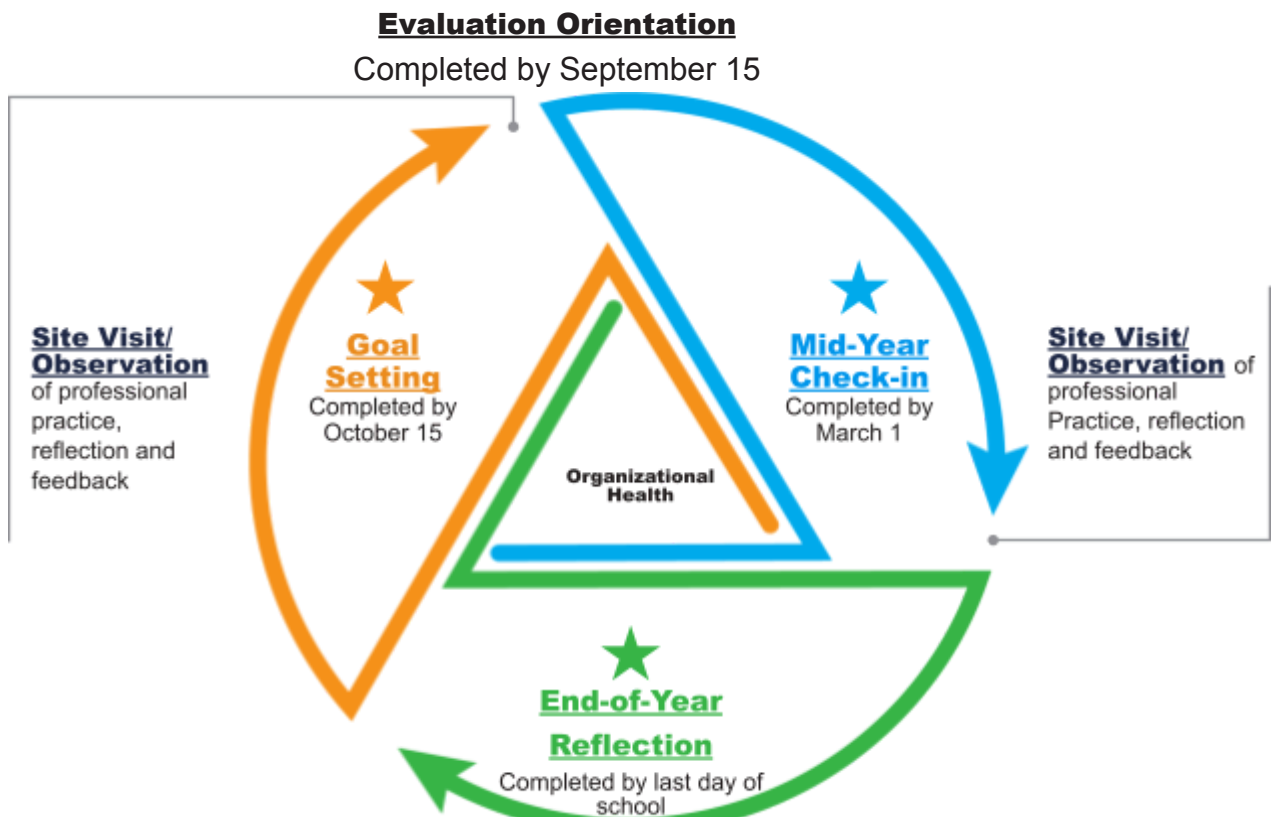 Evaluation Orientation
Completed by September 15
Site Visit/
Observation
of professional
practice,
reflection and
feedback
Goal
Setting
Completed by
October 15
Organizational
Health
Mid-Year
Check-in
Completed by
March 1
Site Visit/
Observation of
professional
Practice, reflection
and feedback
End-of-Year
Reflection
Completed by last day of
school